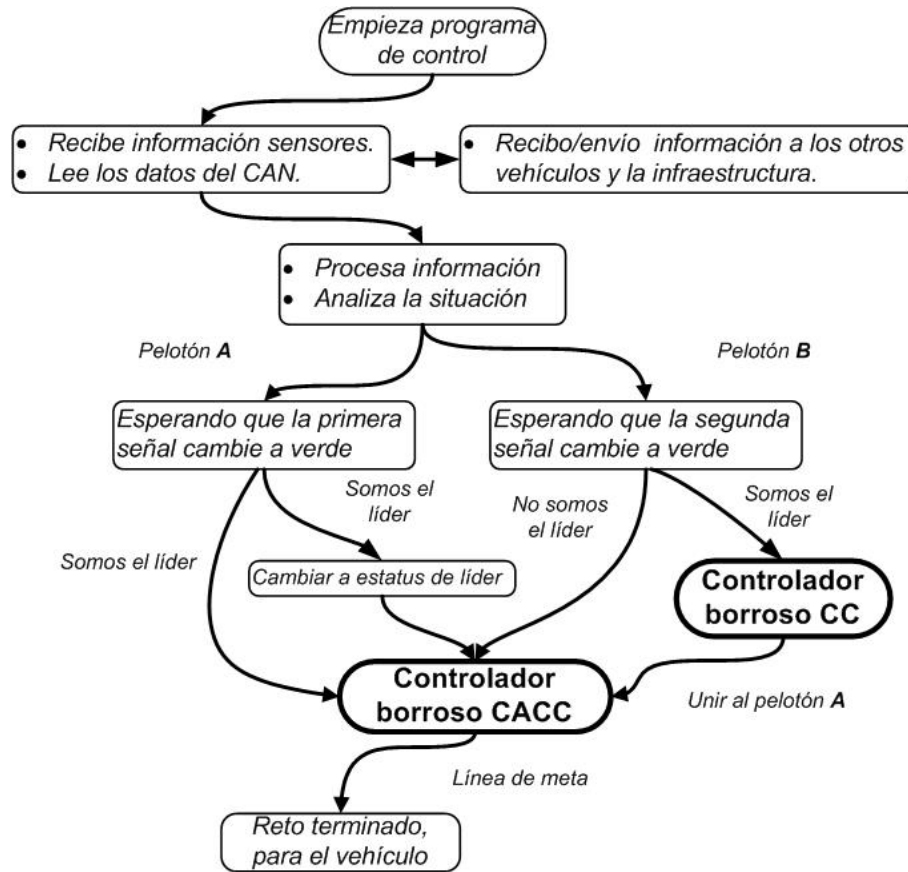 Empieza programa
de control
• Recibe información sensores.
• Lee los datos del CAN.
• Recibo/envío información a los otros
vehículos y la infraestructura.
• Procesa información
• Analiza la situación
Pelotón A
Pelotón B
Esperando que la primera
señal cambie a verde
Esperando que la segunda
señal cambie a verde
Somos el
líder
No somos
el líder
Somos el
líder
Somos el líder
Cambiar a estatus de líder
Controlador
borroso CC
Controlador
borroso CACC
Unir al pelotón A
Línea de meta
Reto terminado,
para el vehículo